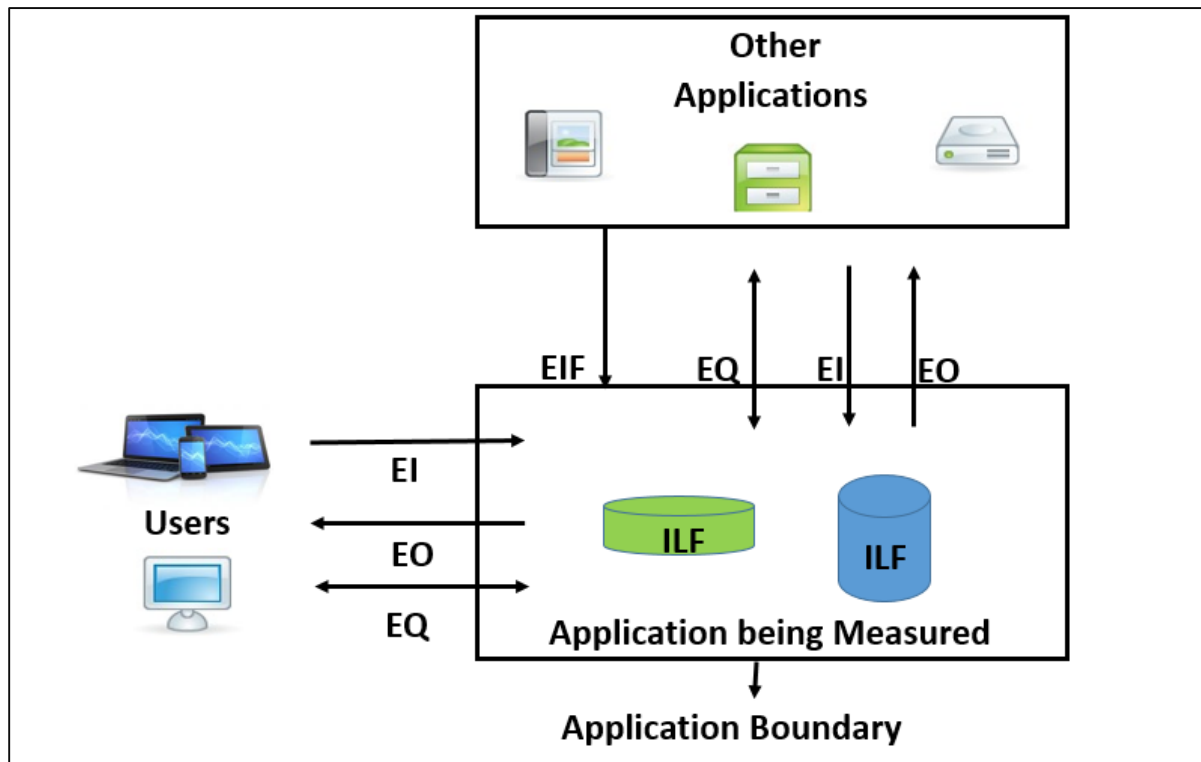 Other
Applications
EIF
EQ
EI
EO
EI
Users
EO
EQ
ILF
ILF
Application being Measured
Application Boundary